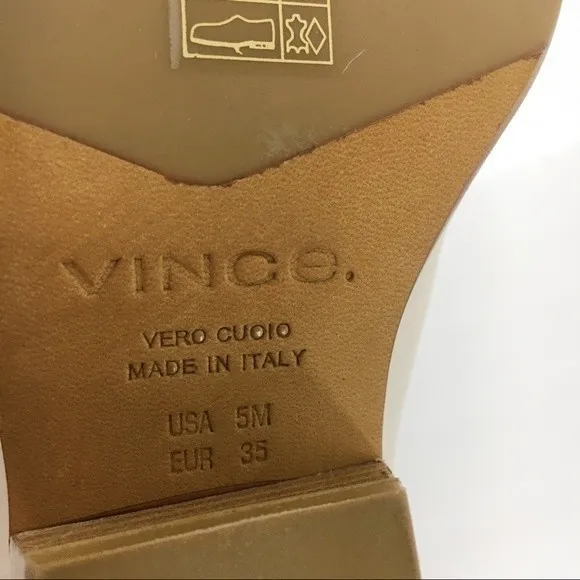 VINCE.
VERO CUOIO
MADE IN ITALY
USA 5M
EUR 35